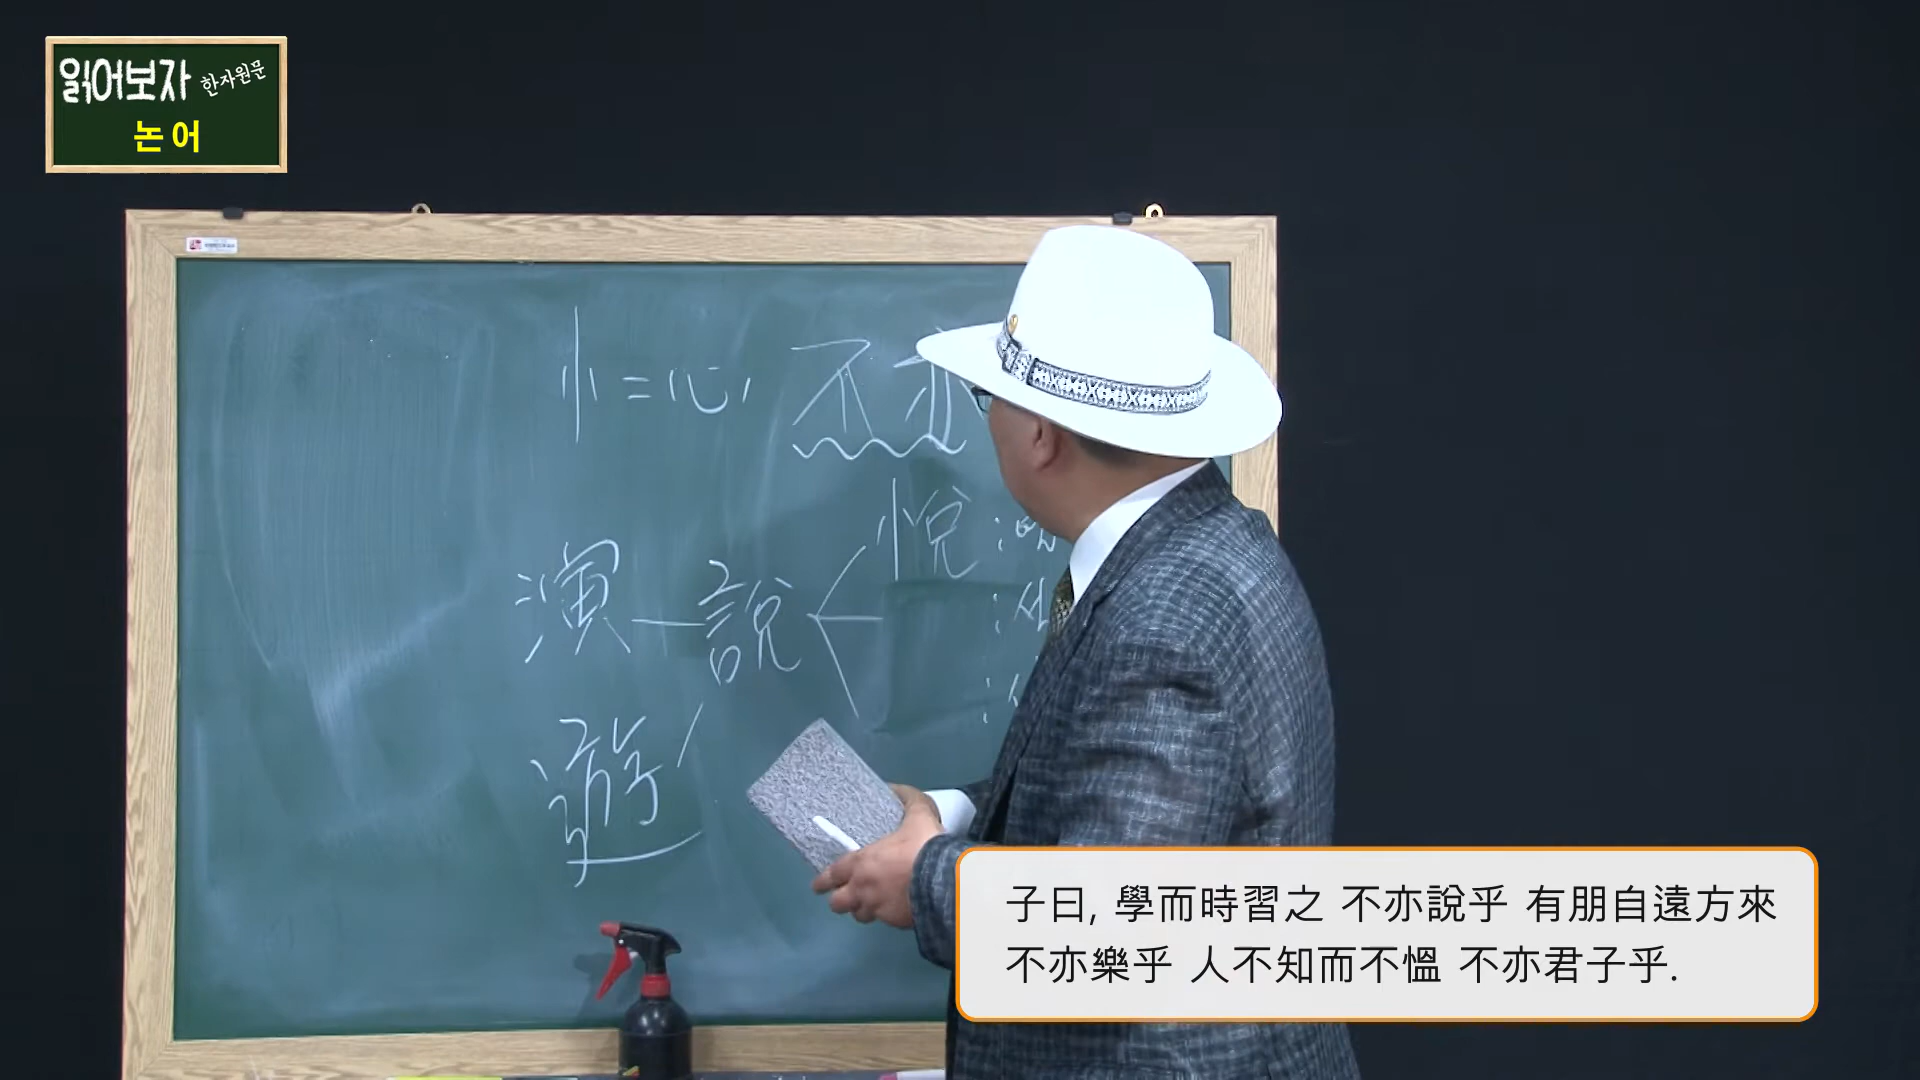 읽어보자 한자원문
논어
忄=心 不亦
悅 :열
演—說 :설
遊
子曰, 學而時習之 不亦說乎 有朋自遠方來
不亦樂乎 人不知而不慍 不亦君子乎.